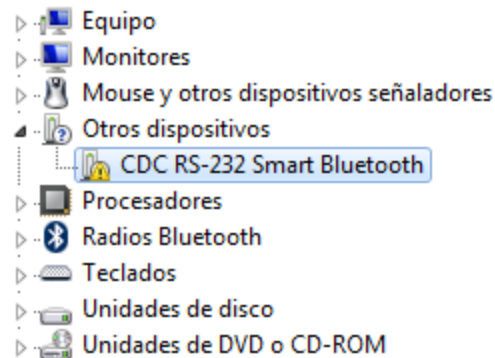 Equipo
Monitores
Mouse y otros dispositivos señaladores
Otros dispositivos
CDC RS-232 Smart Bluetooth
Procesadores
Radios Bluetooth
Teclados
Unidades de disco
Unidades de DVD o CD-ROM